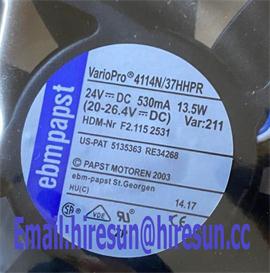 ebmpapst
VarioPro® 4114N/37HHPR
24V⎓DC 530mA 13.5W
(20-26.4V⎓DC) Var:211
HDM-Nr F2.115.2531
US-PAT 5135363 RE34268
© PAPST MOTOREN 2003
ebm-papst St.Georgen
HU(C) 14.17
VDE
CE
Email:hiresun@hiresun.cc